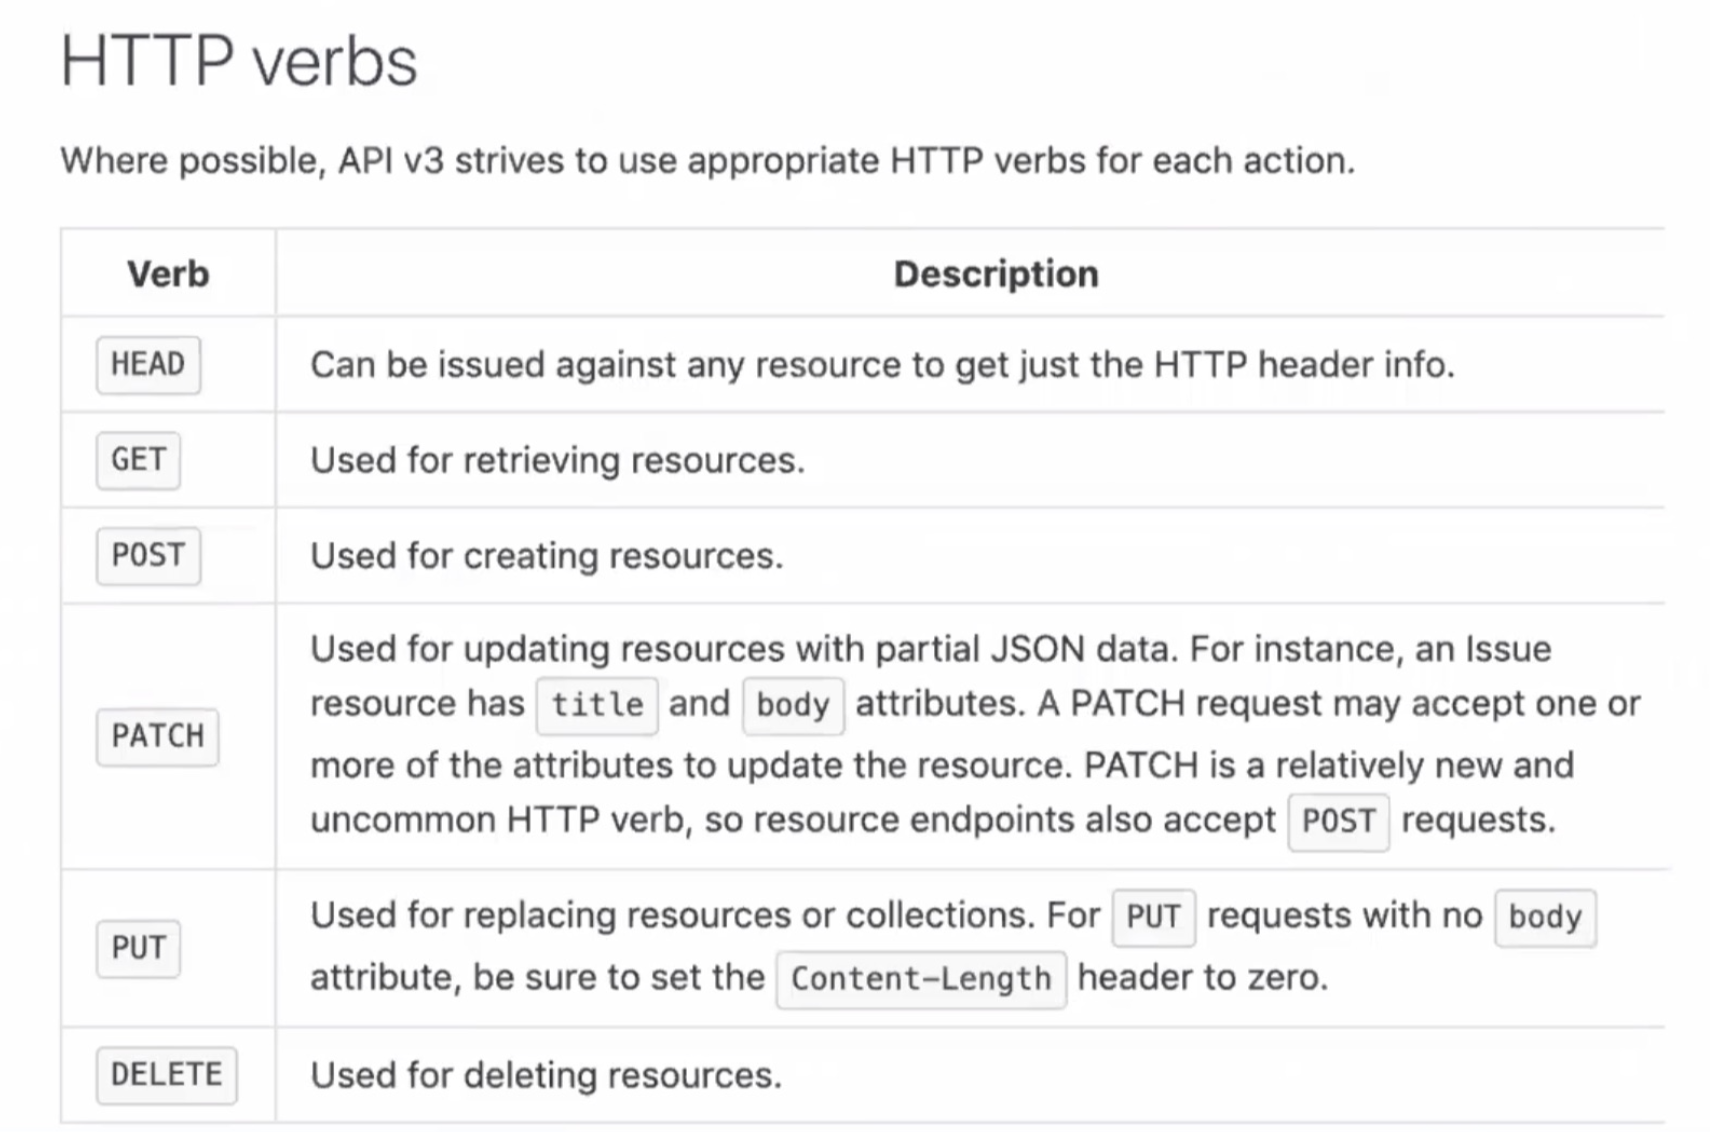 HTTP verbs
Where possible, API v3 strives to use appropriate HTTP verbs for each action.
Verb Description
HEAD Can be issued against any resource to get just the HTTP header info.
GET Used for retrieving resources.
POST Used for creating resources.
Used for updating resources with partial JSON data. For instance, an Issue
resource has title and body attributes. A PATCH request may accept one or
PATCH
more of the attributes to update the resource. PATCH is a relatively new and
uncommon HTTP verb, so resource endpoints also accept POST requests.
Used for replacing resources or collections. For PUT requests with no body
PUT
attribute, be sure to set the Content-Length header to zero.
DELETE Used for deleting resources.